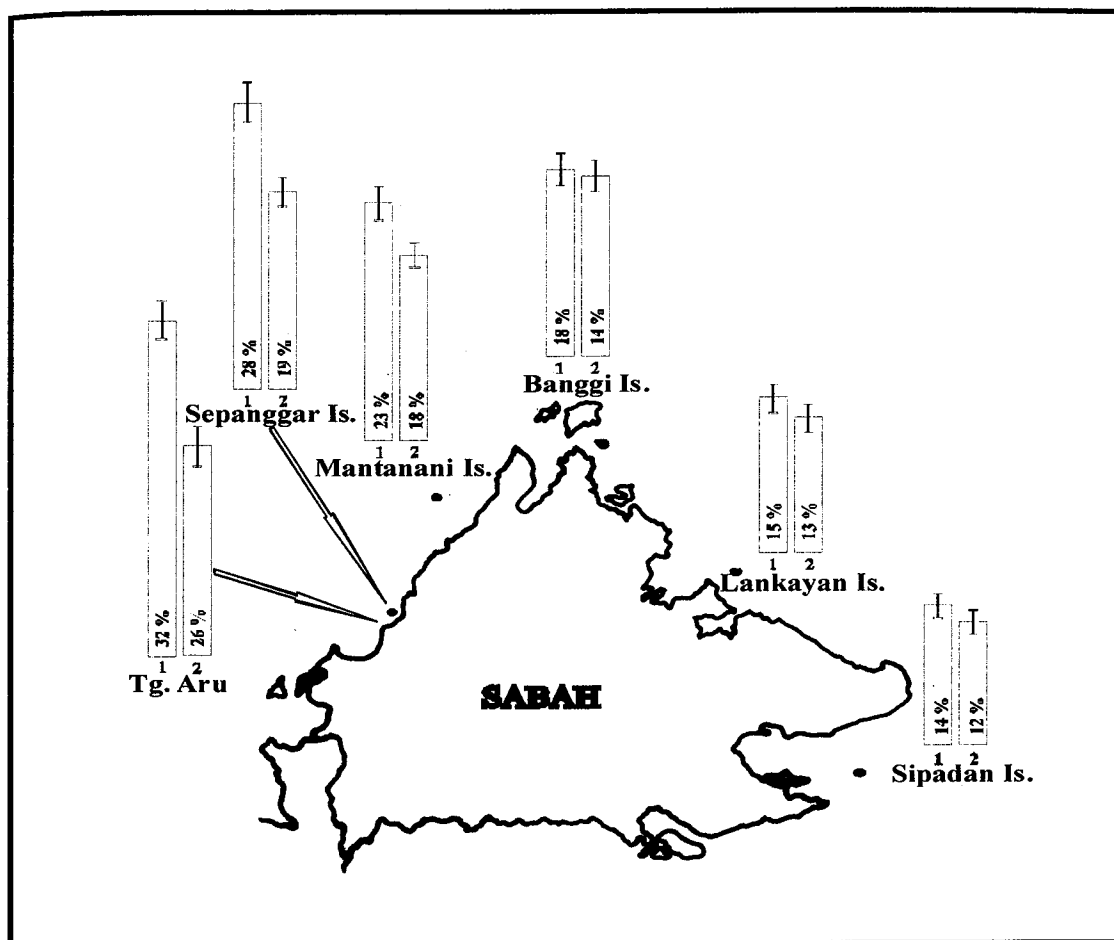 28 %
19 %
1 2
Sepanggar Is.
23 %
18 %
1 2
Mantanani Is.
18 %
14 %
1 2
Banggi Is.
32 %
26 %
1 2
Tg. Aru
15 %
13 %
1 2
Lankayan Is.
SABAH
14 %
12 %
1 2
Sipadan Is.